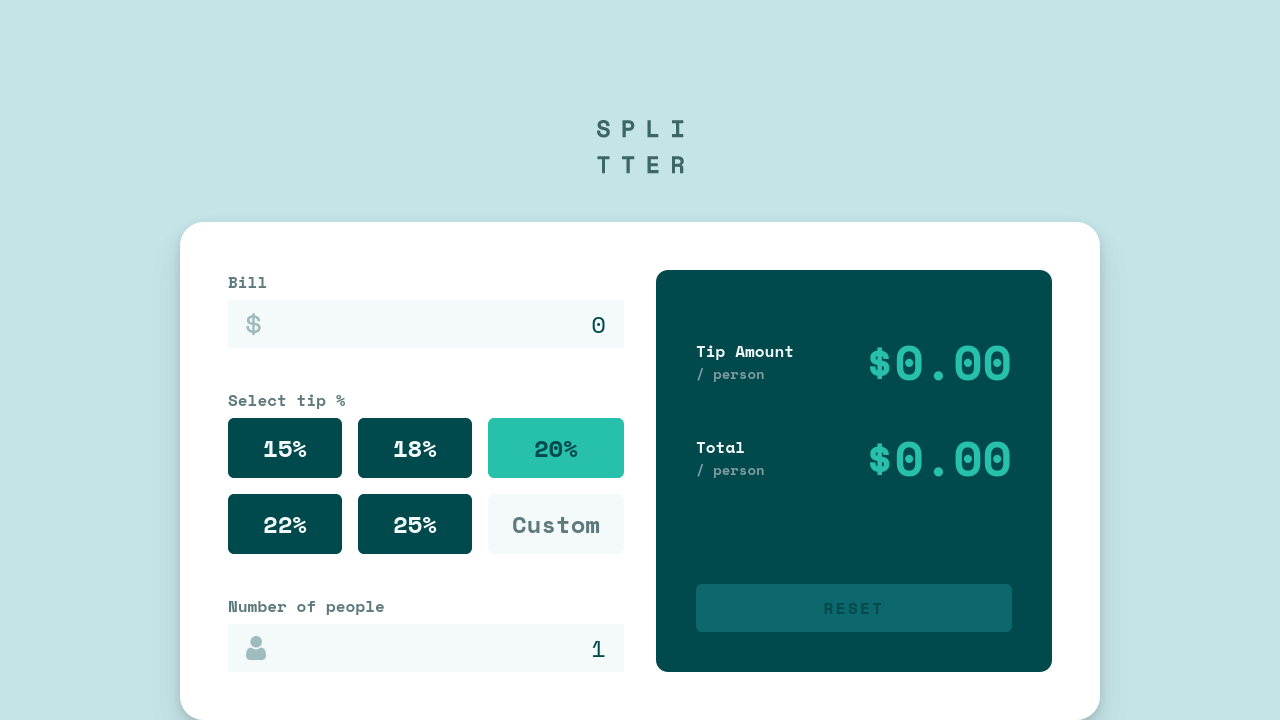 SPLI
TTER
Bill
$ 0
Select tip %
15% 18% 20%
22% 25% Custom
Number of people
1
Tip Amount
/ person
$0.00
Total
/ person
$0.00
RESET